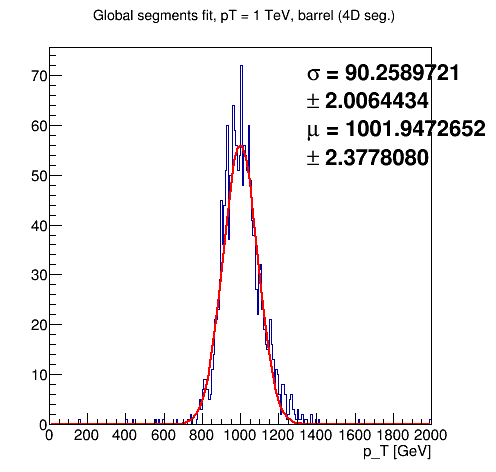 Global segments fit, pT = 1 TeV, barrel (4D seg.)
σ = 90.2589721
± 2.0064434
μ = 1001.9472652
± 2.3778080
70
60
50
40
30
20
10
0
0 200 400 600 800 1000 1200 1400 1600 1800 2000
p_T [GeV]